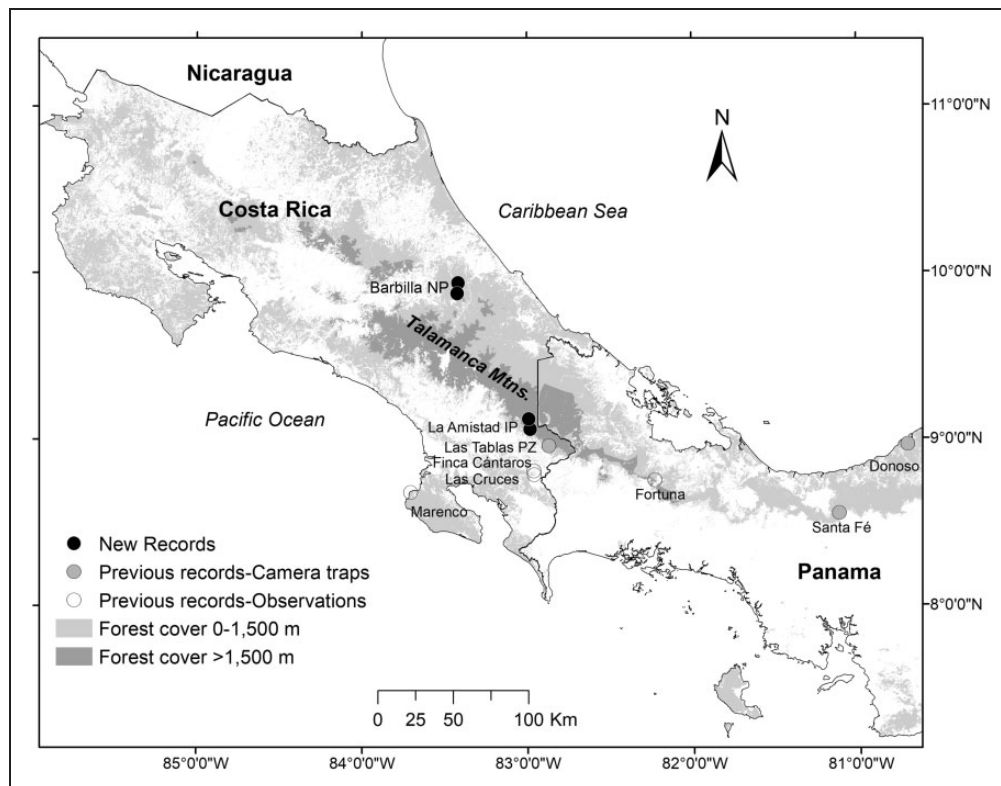 Nicaragua
11°0'0"N
N
Costa Rica
Caribbean Sea
10°0'0"N
Barbilla NP
Talamanca Mtns.
Pacific Ocean
La Amistad IP
9°0'0"N
Las Tablas PZ
Donoso
Finca Cántaros
Las Cruces
Fortuna
Marenco
Santa Fé
New Records
Panama
Previous records-Camera traps
Previous records-Observations
8°0'0"N
Forest cover 0-1,500 m
Forest cover >1,500 m
0 25 50 100 Km
85°0'0"W 84°0'0"W 83°0'0"W 82°0'0"W 81°0'0"W